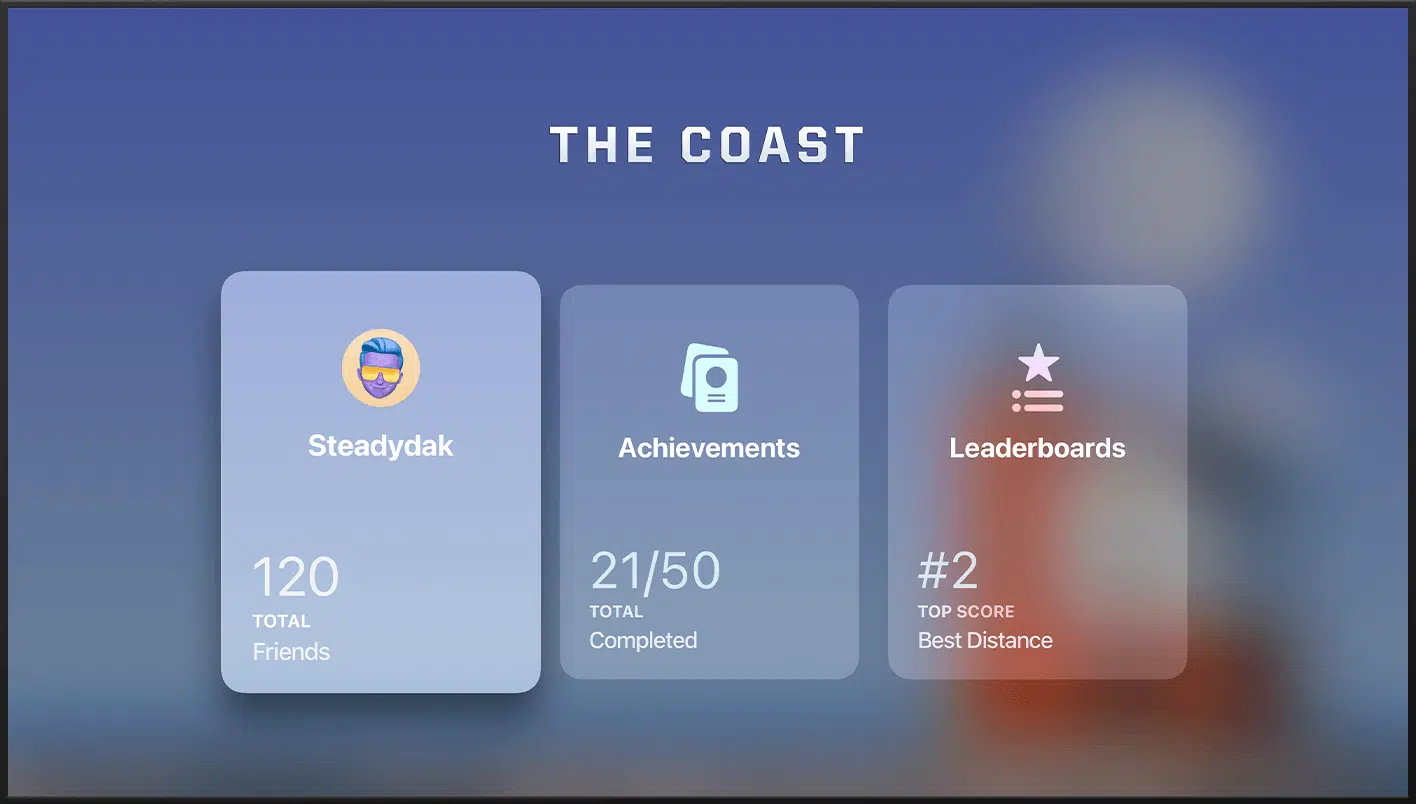 THE COAST
Steadydak
120
TOTAL
Friends
Achievements
21/50
TOTAL
Completed
Leaderboards
#2
TOP SCORE
Best Distance